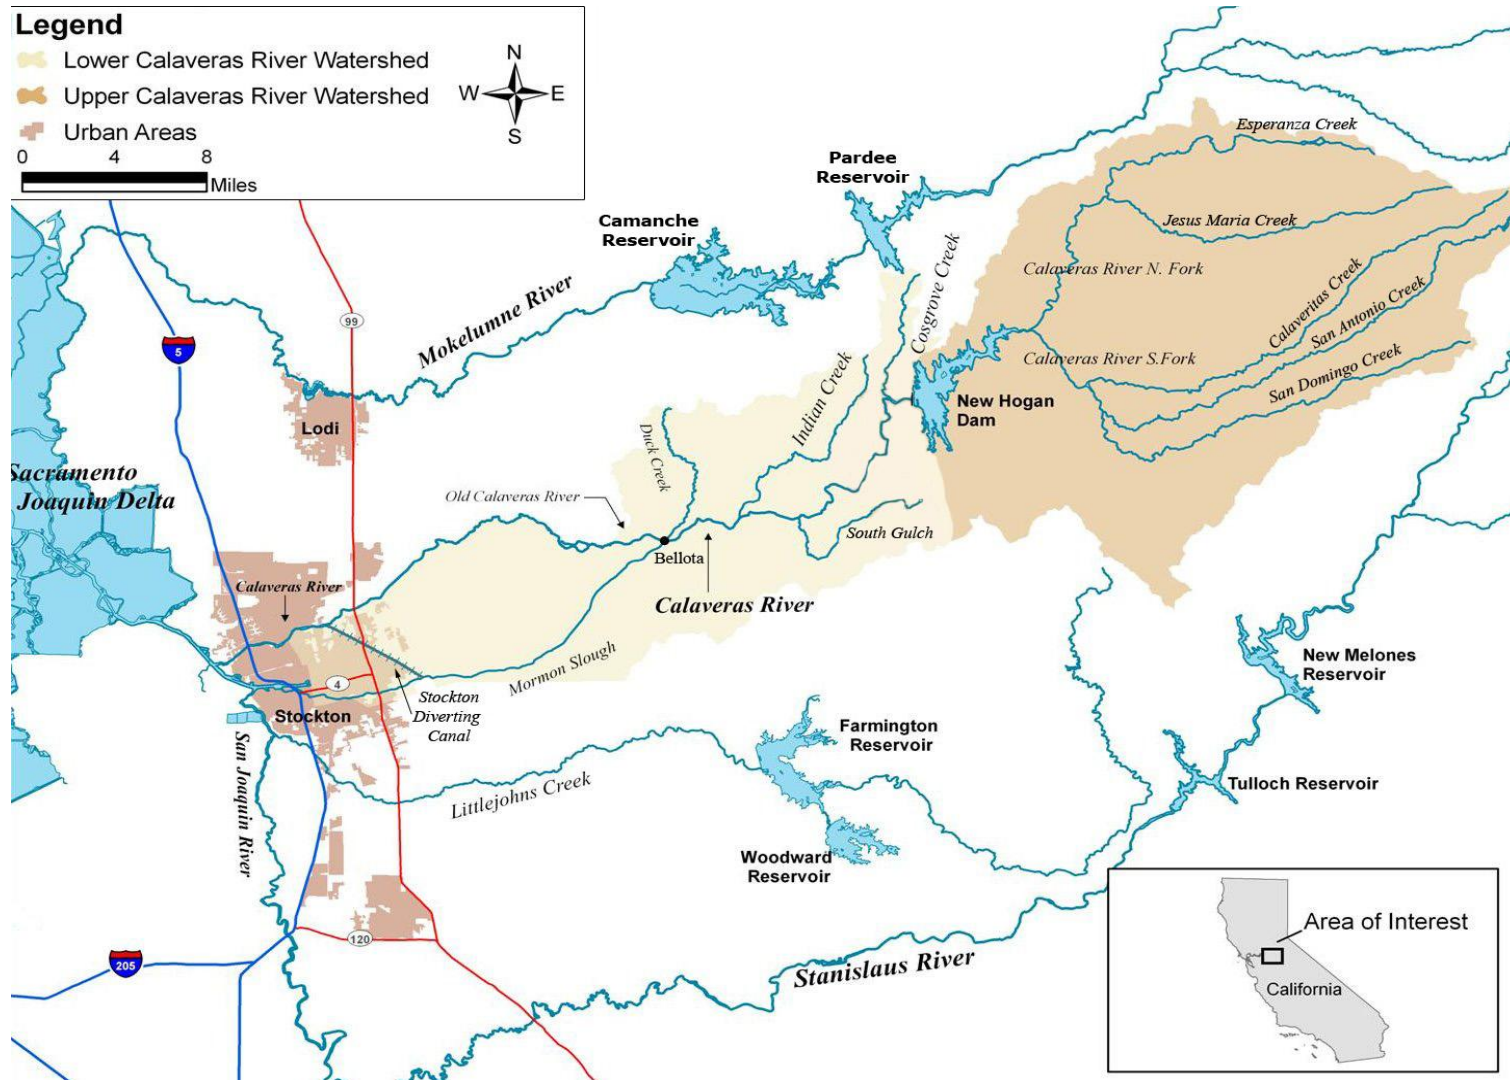 Legend
Lower Calaveras River Watershed
Upper Calaveras River Watershed
Urban Areas
0 4 8
Miles
N
W E
S
Pardee
Reservoir
Camanche
Reservoir
Esperanza Creek
Jesus Maria Creek
Calaveras River N. Fork
Calaveritas Creek
San Antonio Creek
San Domingo Creek
Calaveras River S.Fork
Cosgrove Creek
Mokelumne River
99
5
Lodi
New Hogan
Dam
Indian Creek
Duck Creek
Sacramento
Joaquin Delta
Old Calaveras River
South Gulch
Bellota
Calaveras River
Calaveras River
Mormon Slough
4
Stockton
Diverting
Canal
Stockton
New Melones
Reservoir
Farmington
Reservoir
San Joaquin River
Littlejohns Creek
Tulloch Reservoir
Woodward
Reservoir
120
205
Stanislaus River
Area of Interest
California